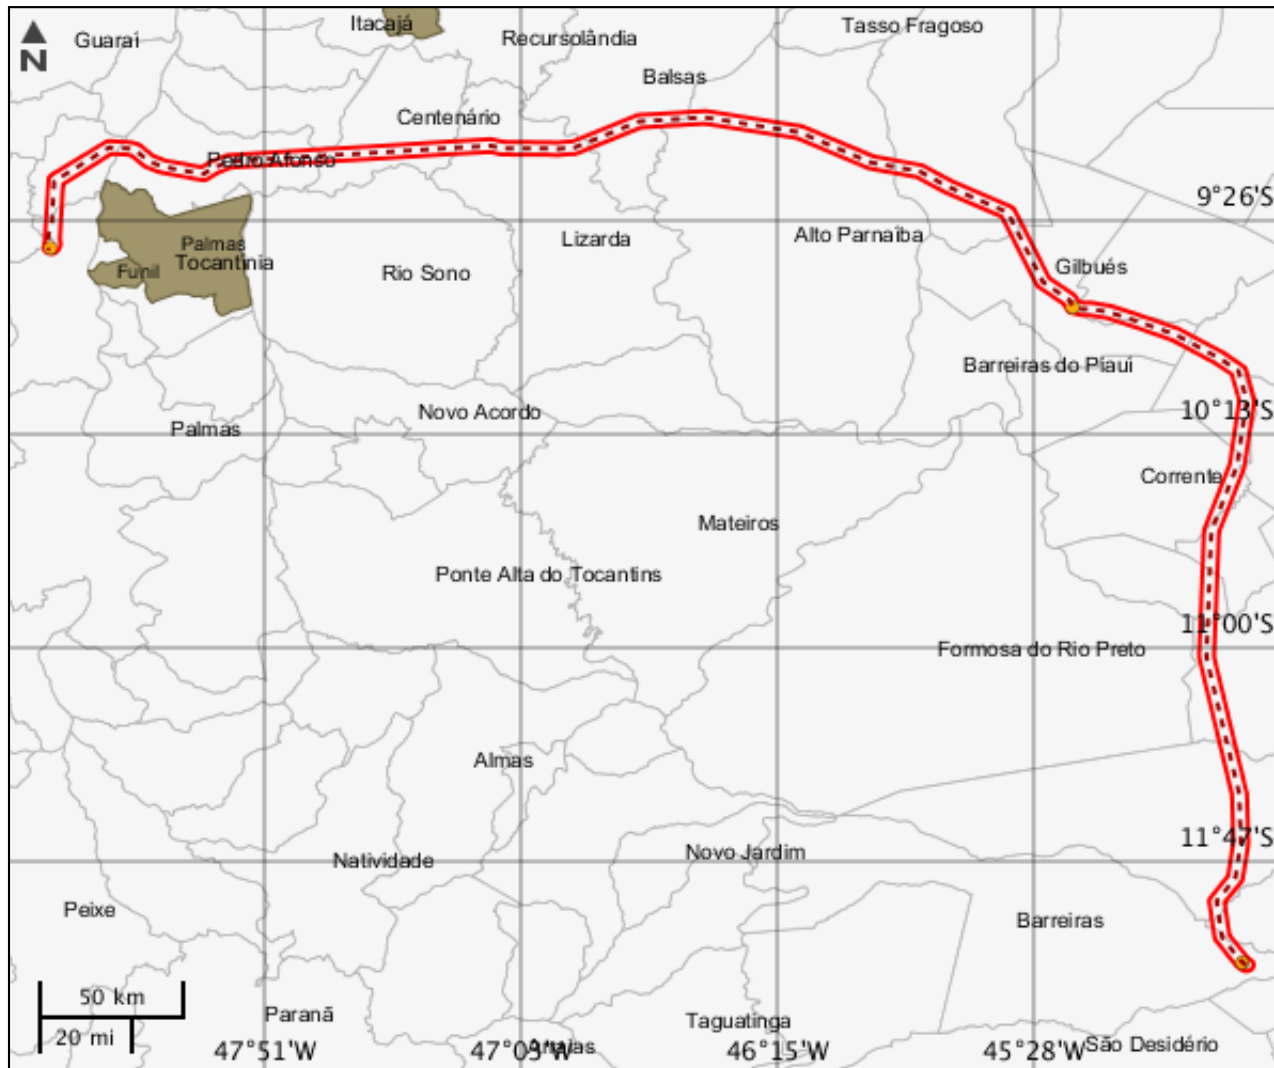 Itacajá
Tasso Fragoso
Guaraí
Recursolândia
N
Balsas
Centenário
Pedro Afonso
9°26'S
Palmas
Lizarda
Alto Parnaíba
Tocantínia
Funil
Rio Sono
Gilbués
Barreiras do Piauí
10°13'S
Novo Acordo
Palmas
Corrente
Mateiros
Ponte Alta do Tocantins
11°00'S
Formosa do Rio Preto
Almas
11°47'S
Novo Jardim
Natividade
Peixe
Barreiras
50 km
Paranã
Taguatinga
20 mi
47°51'W
47°03'W
46°15'W
45°28'W
São Desidério